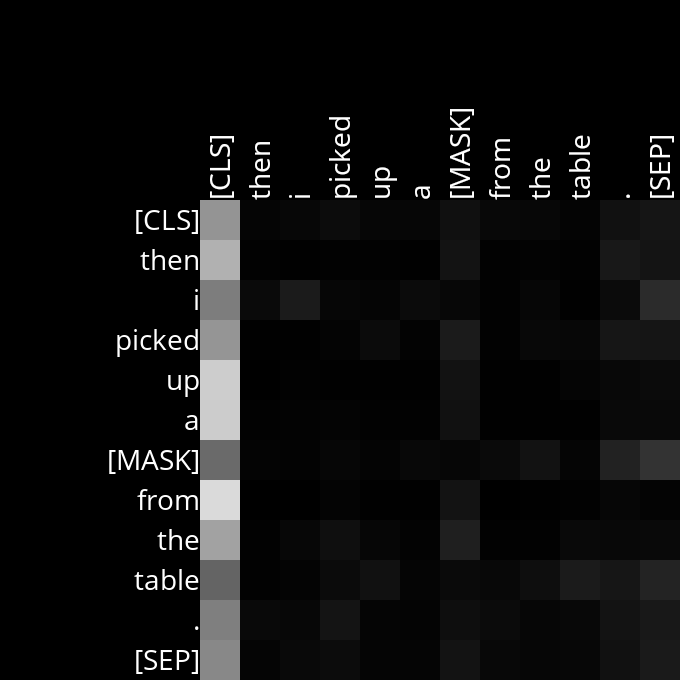 [CLS] then i picked up a [MASK] from the table . [SEP]
[CLS]
then
i
picked
up
a
[MASK]
from
the
table
.
[SEP]